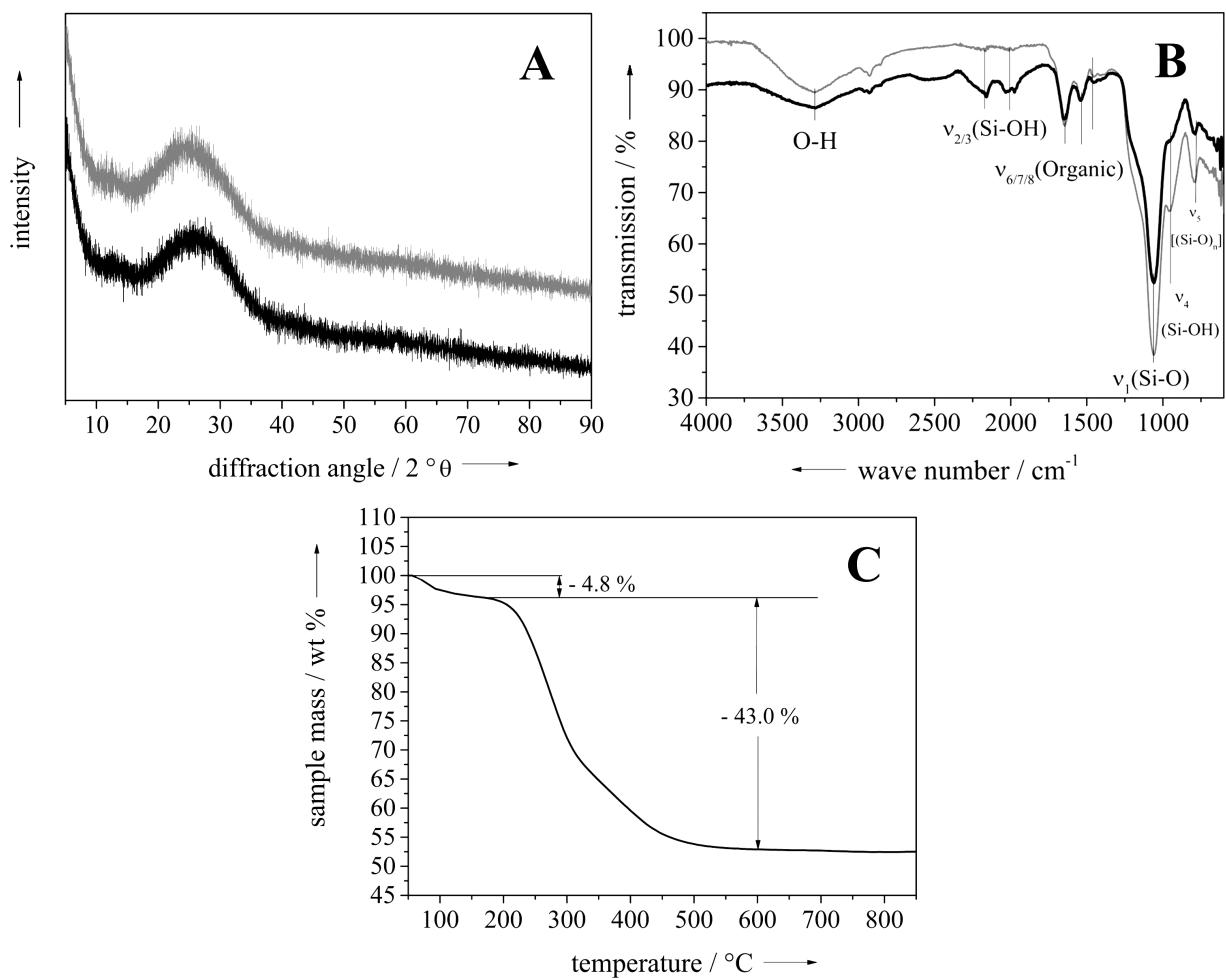 A
intensity
10 20 30 40 50 60 70 80 90
diffraction angle / 2 °θ
B
transmission / %
100
90
80
70
60
50
40
30
O-H
ν2/3(Si-OH)
ν6/7/8(Organic)
ν5
[(Si-O)n]
ν4
(Si-OH)
ν1(Si-O)
4000 3500 3000 2500 2000 1500 1000
wave number / cm-1
C
sample mass / wt %
110
105
100
95
90
85
80
75
70
65
60
55
50
45
- 4.8 %
- 43.0 %
100 200 300 400 500 600 700 800
temperature / °C